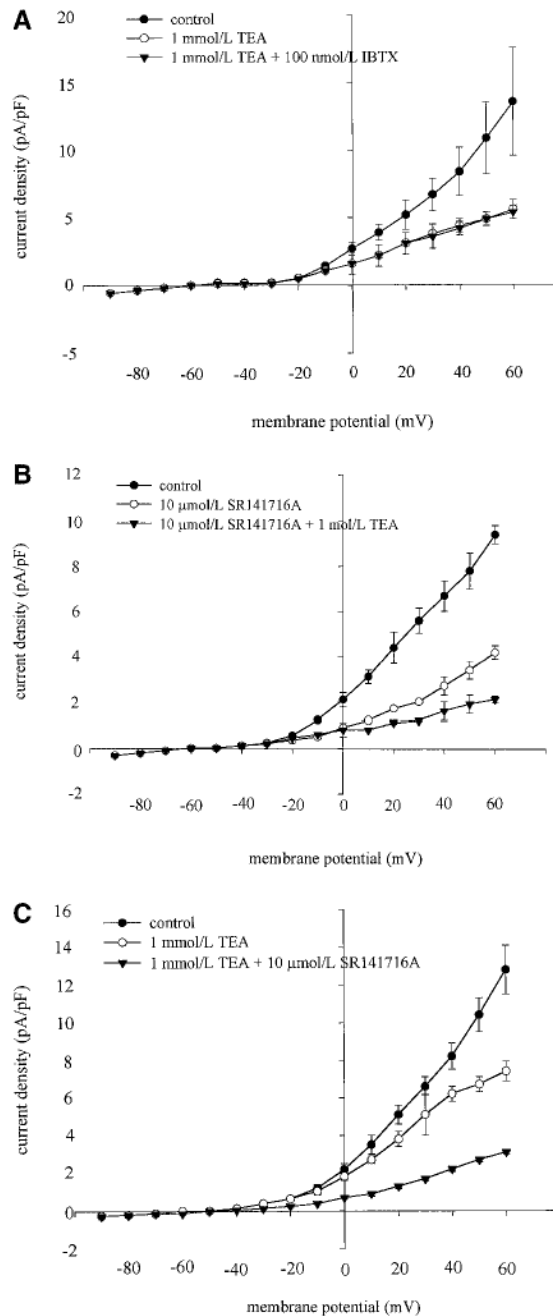 A
control
1 mmol/L TEA
1 mmol/L TEA + 100 nmol/L IBTX
20
15
10
5
0
-5
current density (pA/pF)
-80 -60 -40 -20 0 20 40 60
membrane potential (mV)
B
control
10 μmol/L SR141716A
10 μmol/L SR141716A + 1 mol/L TEA
12
10
8
6
4
2
0
-2
current density (pA/pF)
-80 -60 -40 -20 0 20 40 60
membrane potential (mV)
C
control
1 mmol/L TEA
1 mmol/L TEA + 10 μmol/L SR141716A
16
14
12
10
8
6
4
2
0
-2
current density (pA/pF)
-80 -60 -40 -20 0 20 40 60
membrane potential (mV)